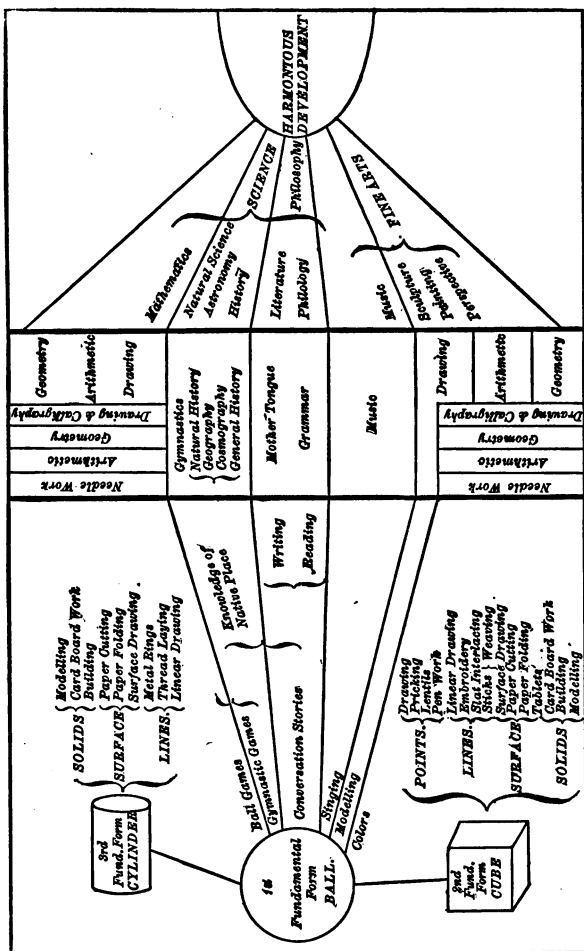 HARMONTOUS
DEVELOPMENT
SCIENCE
Philosophy
FINE ARTS
Mathematics
Natural Science
Astronomy
History
Literature
Philology
Music
Sculpture
Painting
Perspective
Geometry
Arithmetic
Drawing
Drawing & Caligraphy
Geometry
Arithmetic
Needle Work
Gymnastics
Natural History
Geography
Cosmography
General History
Mother Tongue
Grammar
Music
Drawing
Arithmetic
Geometry
Drawing & Calligraphy
Geometry
Arithmetic
Needle Work
Knowledge of
Native Place
Writing
Reading
Modelling
Card Board Work
Building
Paper Cutting
Paper Folding
Surface Drawing
Metal Rings
Thread Laying
Linear Drawing
SOLIDS
SURFACE
LINES.
Ball Games
Gymnastic Games
Conversation Stories
Singing
Modelling
Colors
Drawing
Pricking
Lentils
Pen Work
Linear Drawing
Embroidery
Slat Interlacing
Sticks Weaving
Surface Drawing
Paper Cutting
Paper Folding
Tablets
Card Board Work
Building
Modelling
POINTS.
LINES.
SURFACE
SOLIDS
3rd
Fund. Form
CYLINDER
1st
Fundamental
Form
BALL.
2nd
Fund.
Form
CUBE